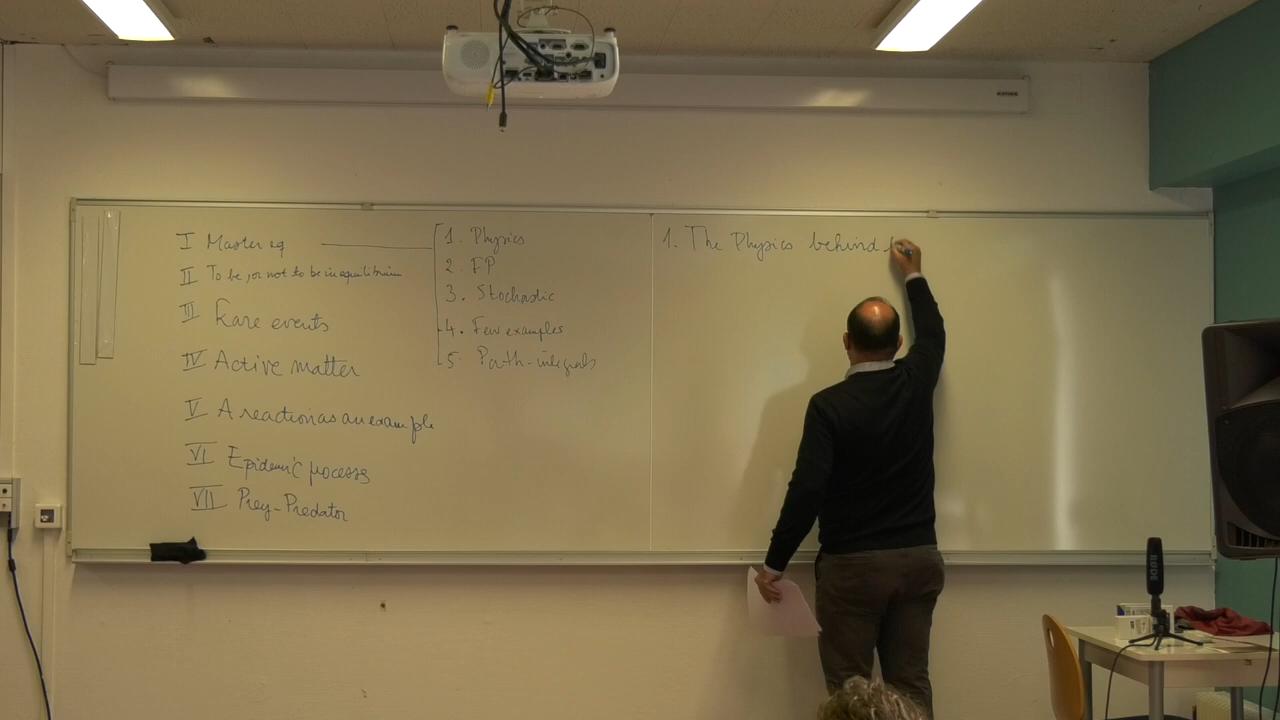 I Master eq
II To be, or not to be in equilibrium
III Rare events
IV Active matter
V A reaction as an example
VI Epidemic process
VII Prey-Predator
1. Physics
2. FP
3. Stochastic
4. Few examples
5 Path-integrals
1. The Physics behind
RØDE